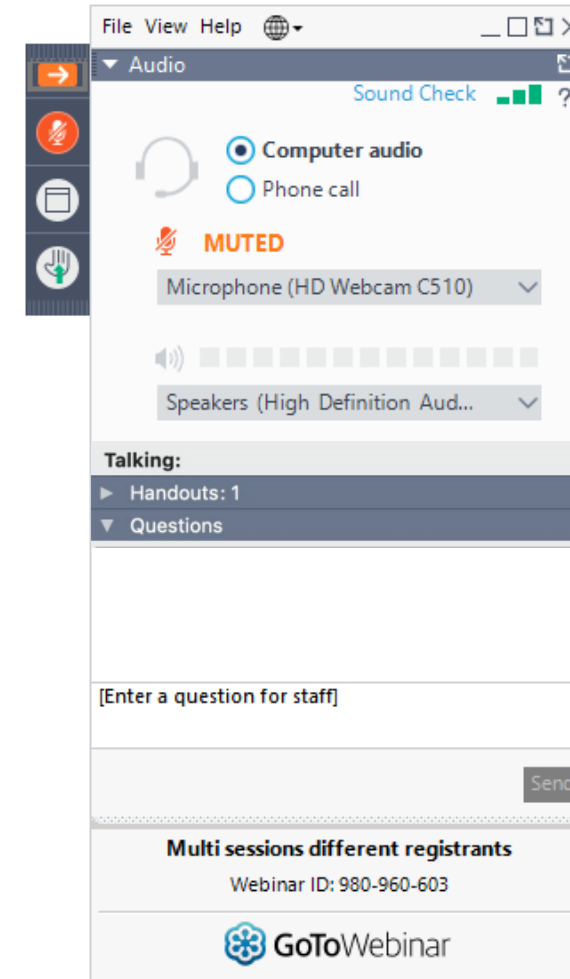 File View Help
Audio
Sound Check ?
Computer audio
Phone call
MUTED
Microphone (HD Webcam C510)
Speakers (High Definition Aud...
Talking:
Handouts: 1
Questions
[Enter a question for staff]
Send
Multi sessions different registrants
Webinar ID: 980-960-603
GoToWebinar